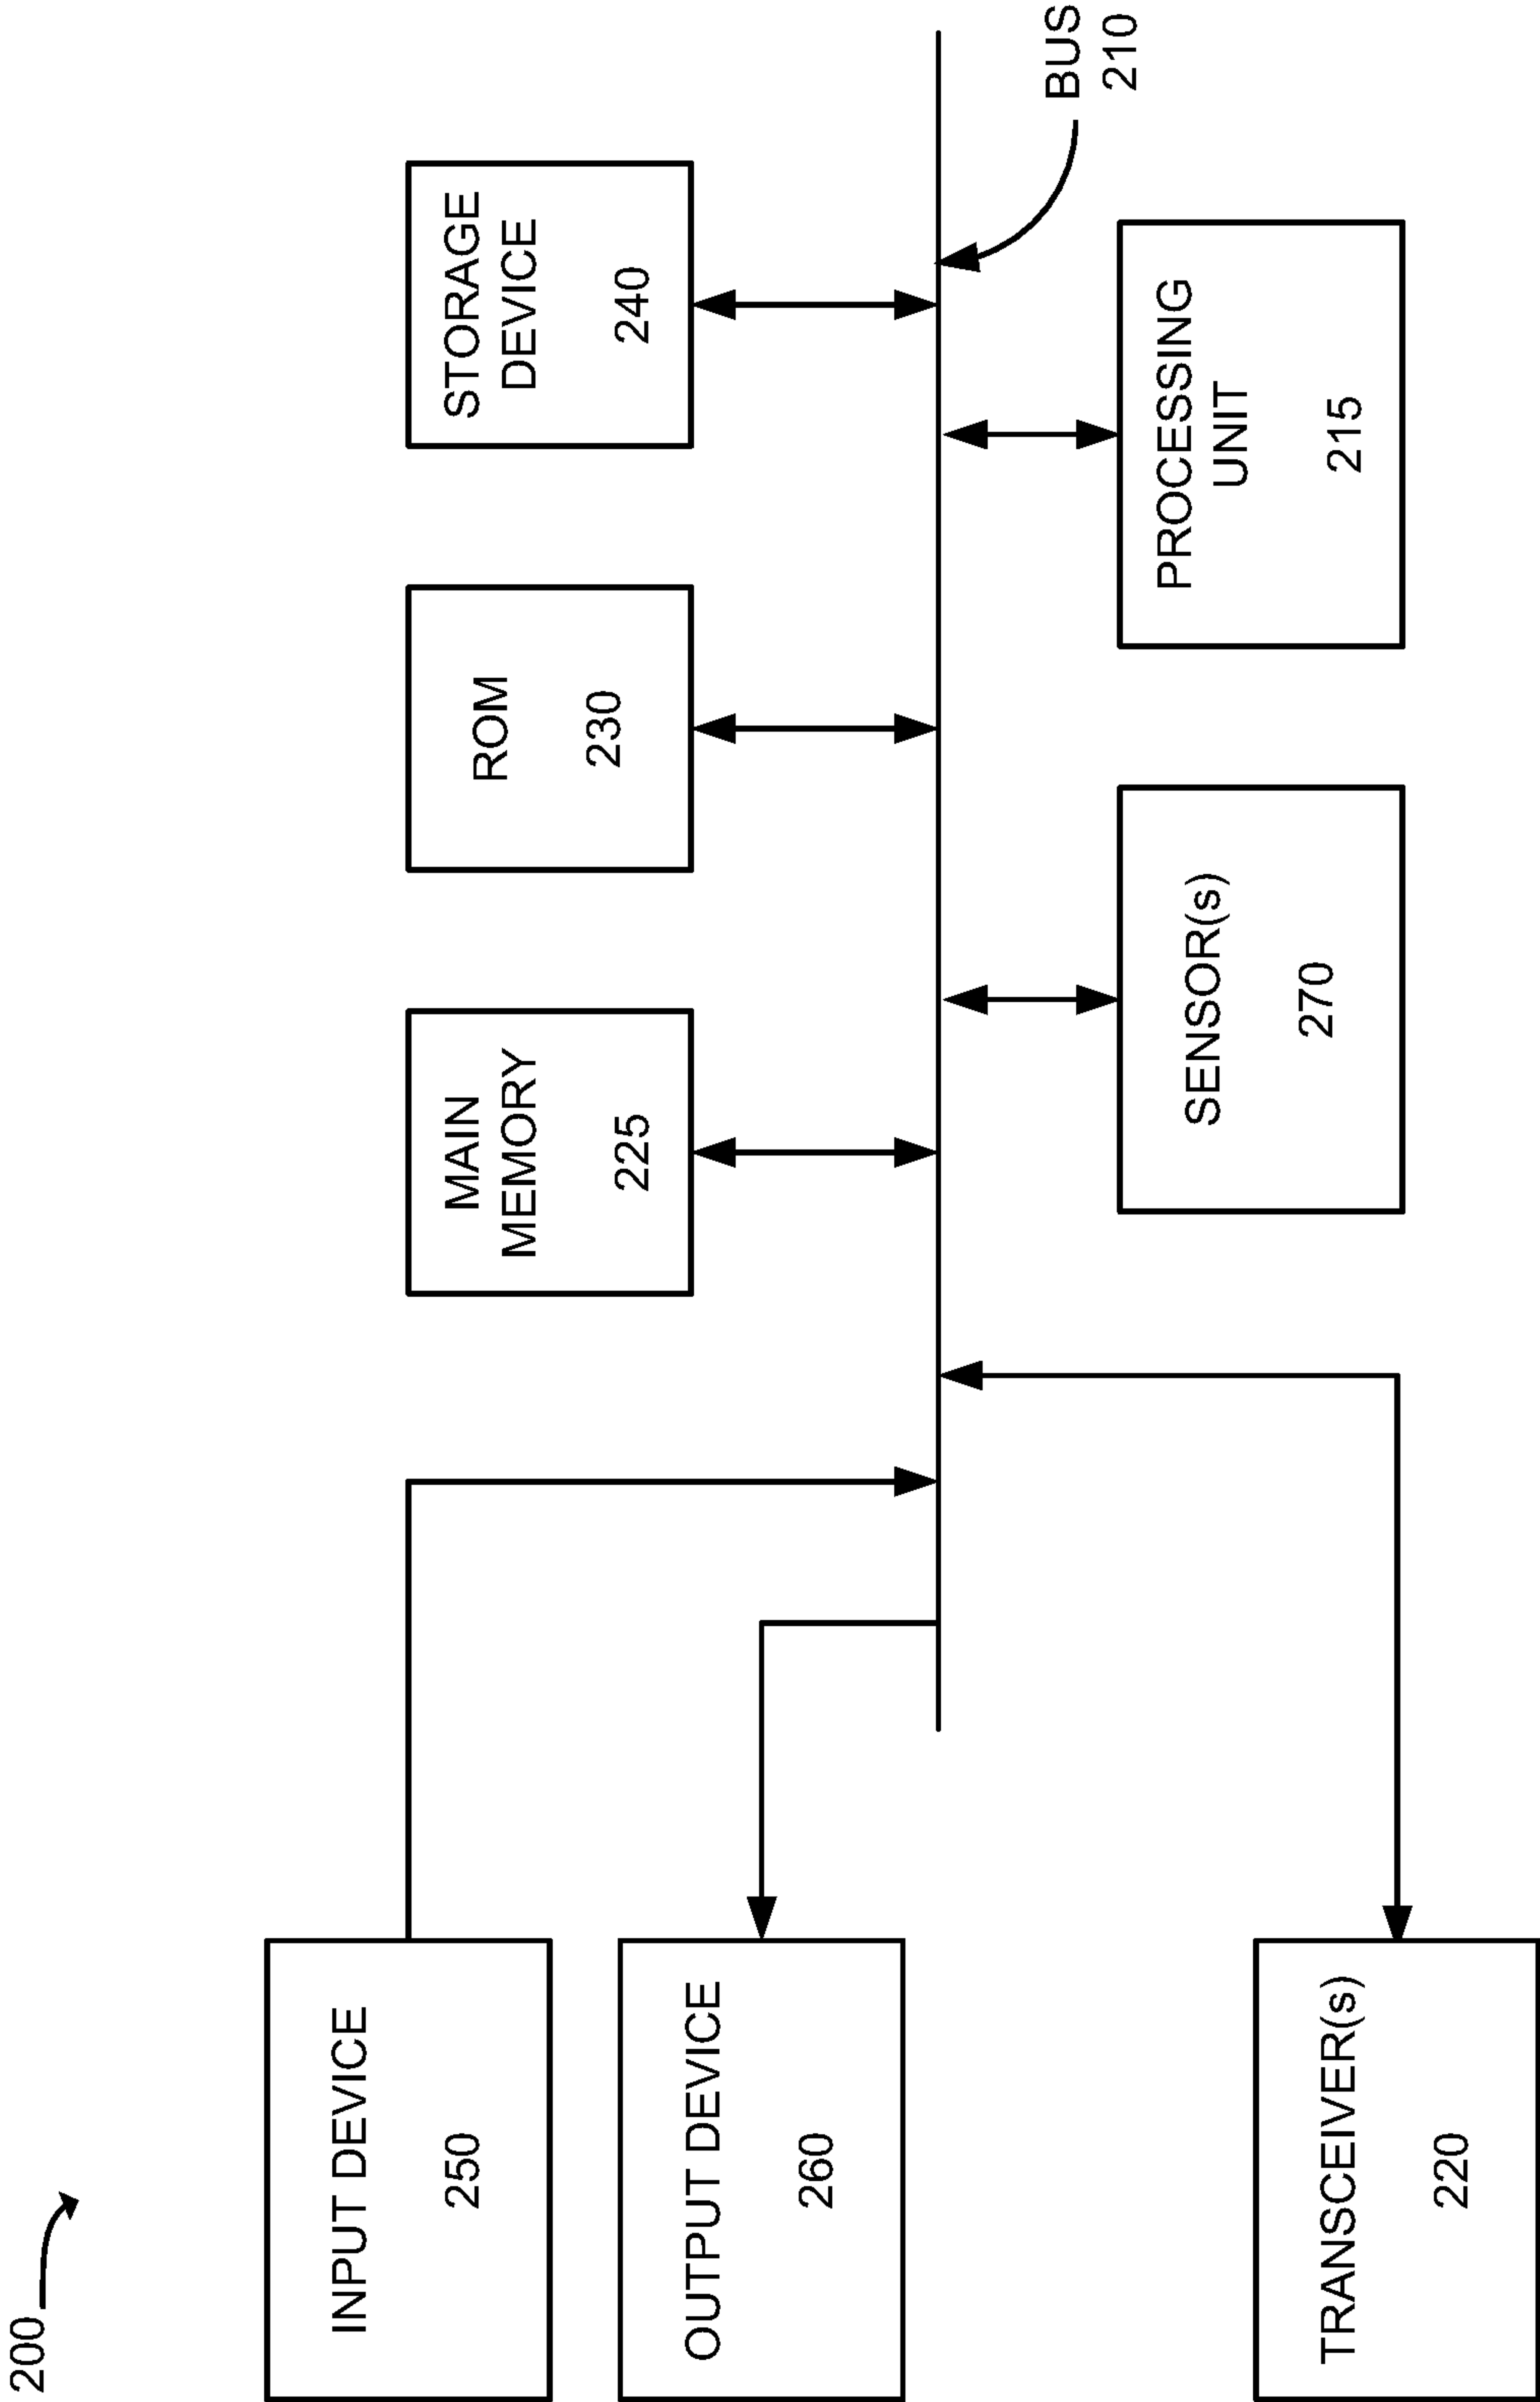 200
INPUT DEVICE
250
OUTPUT DEVICE
260
TRANSCEIVER(s)
220
MAIN
MEMORY
225
ROM
230
STORAGE
DEVICE
240
SENSOR(s)
270
PROCESSING
UNIT
215
BUS
210